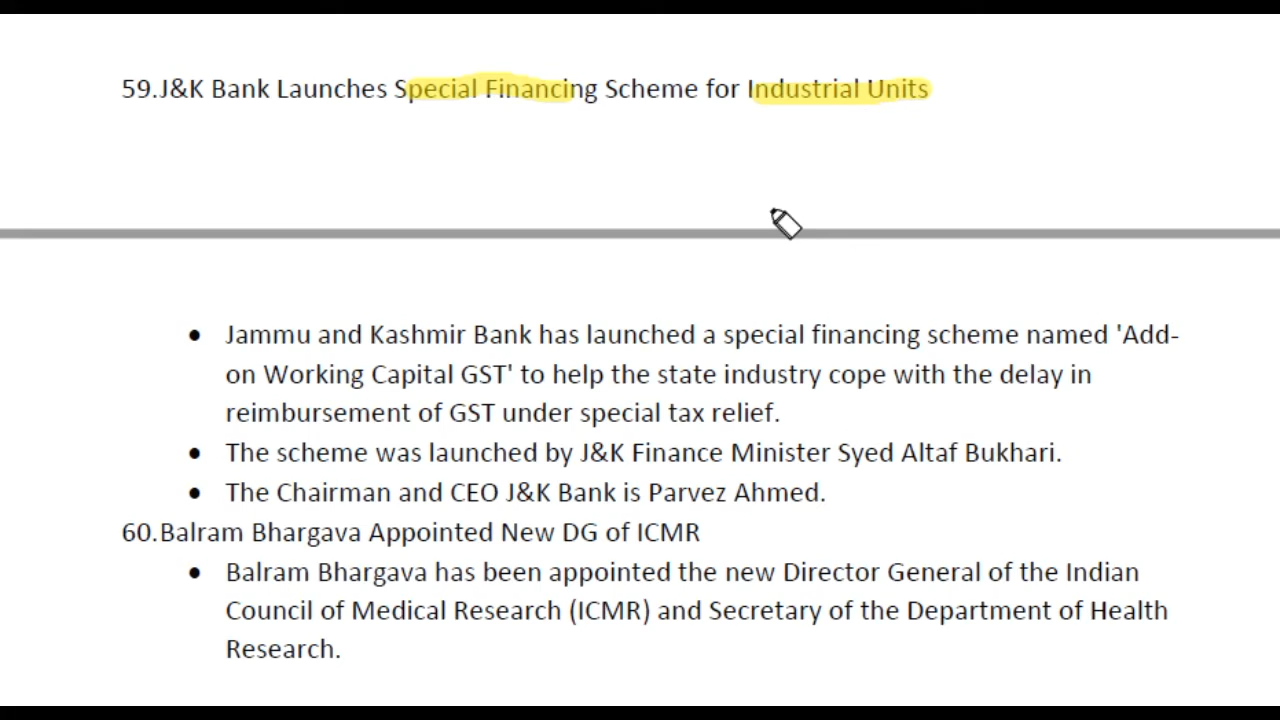 59.J&K Bank Launches Special Financing Scheme for Industrial Units
• Jammu and Kashmir Bank has launched a special financing scheme named 'Add-
on Working Capital GST' to help the state industry cope with the delay in
reimbursement of GST under special tax relief.
• The scheme was launched by J&K Finance Minister Syed Altaf Bukhari.
• The Chairman and CEO J&K Bank is Parvez Ahmed.
60.Balram Bhargava Appointed New DG of ICMR
• Balram Bhargava has been appointed the new Director General of the Indian
Council of Medical Research (ICMR) and Secretary of the Department of Health
Research.